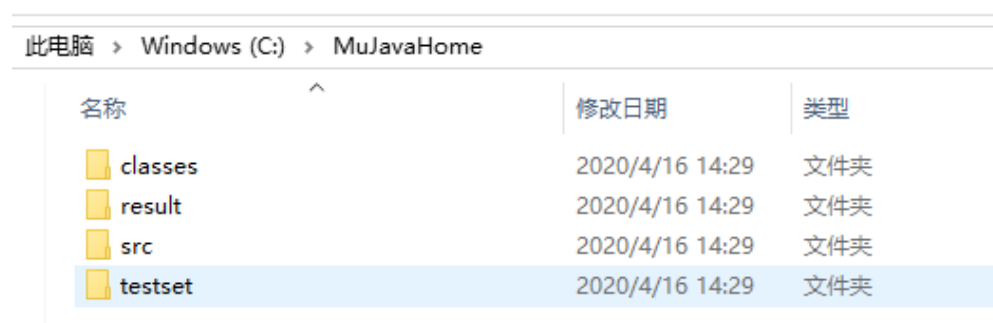 此电脑 > Windows (C:) > MuJavaHome
名称 修改日期 类型
classes 2020/4/16 14:29 文件夹
result 2020/4/16 14:29 文件夹
src 2020/4/16 14:29 文件夹
testset 2020/4/16 14:29 文件夹